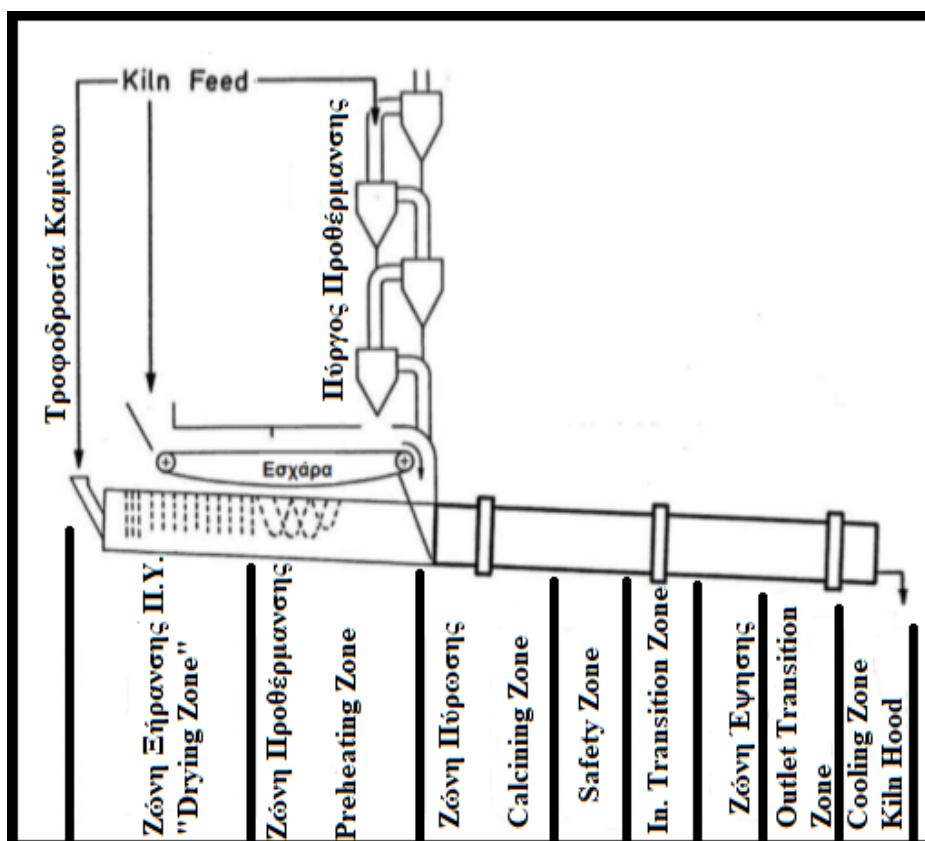 Kiln Feed
Τροφοδροσία Καμίνου
Πύργος Προθέρμανσης
Εσχάρα
Ζώνη Ξήρανσης Π.Υ.
"Drying Zone"
Ζώνη Προθέρμανσης
Preheating Zone
Ζώνη Πύρωσης
Calcining Zone
Safety Zone
In. Transition Zone
Ζώνη Έψησης
Outlet Transition
Zone
Cooling Zone
Kiln Hood